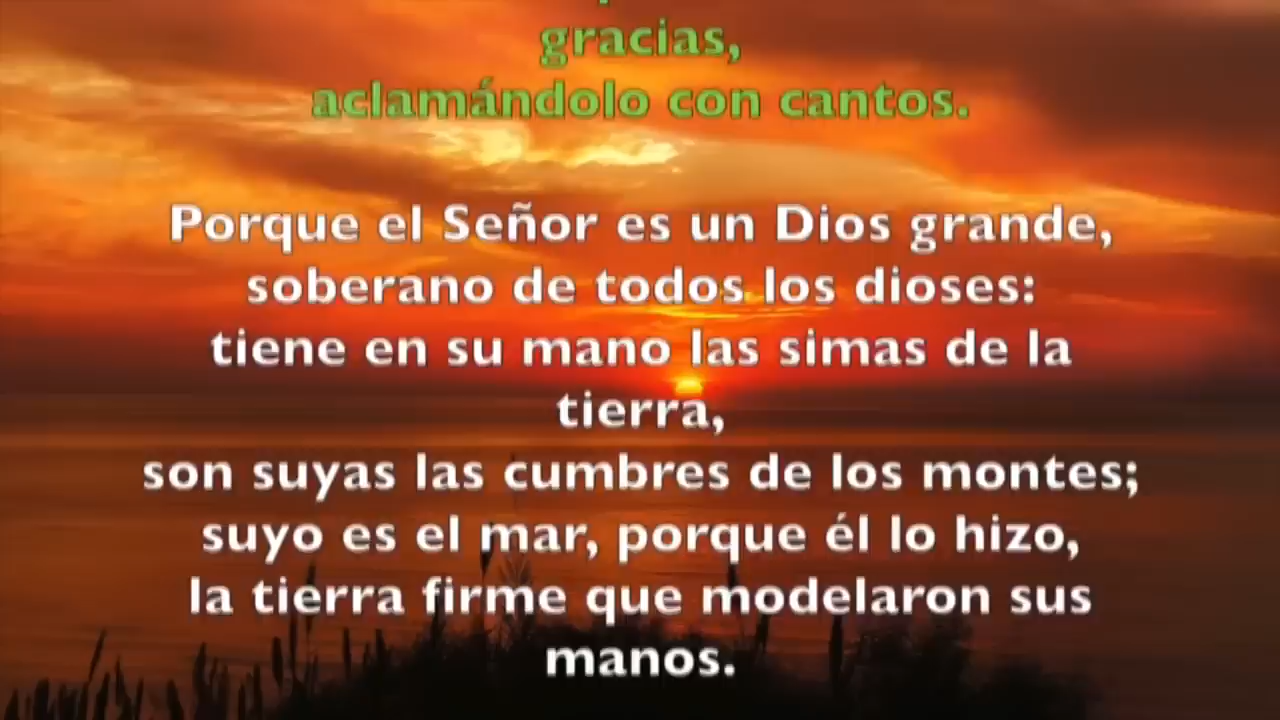 gracias,
aclamándolo con cantos.
Porque el Señor es un Dios grande,
soberano de todos los dioses:
tiene en su mano las simas de la
tierra,
son suyas las cumbres de los montes;
suyo es el mar, porque él lo hizo,
la tierra firme que modelaron sus
manos.